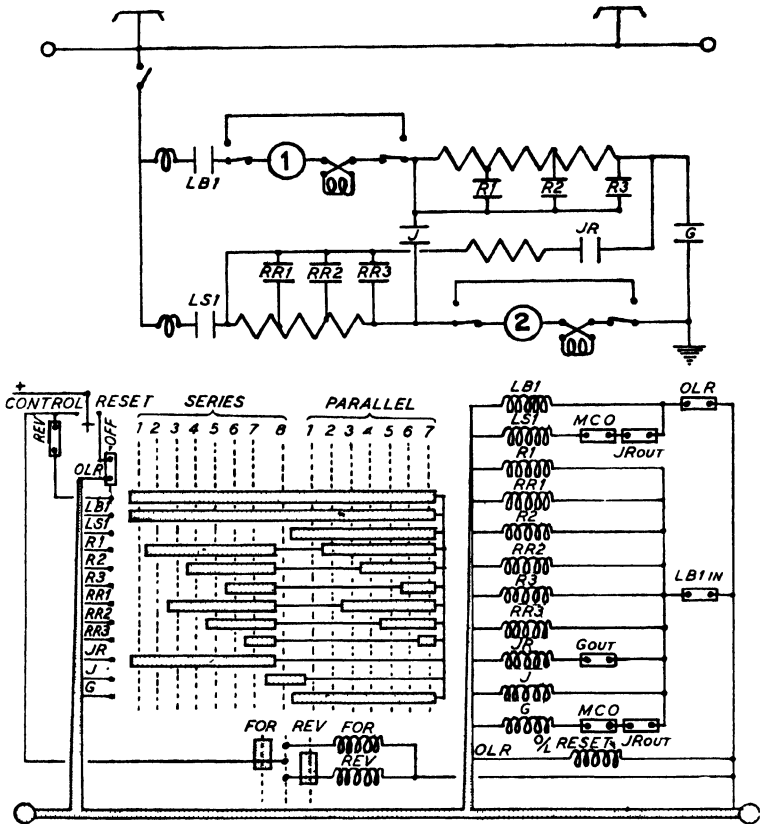 LB1
1
R1
R2
R3
J
JR
G
RR1
RR2
RR3
LS1
2
+
CONTROL
+
RESET
REV
OFF
OLR
SERIES
PARALLEL
1 2 3 4 5 6 7 8 1 2 3 4 5 6 7
LB1
LS1
R1
R2
R3
RR1
RR2
RR3
JR
J
G
FOR
REV
FOR
REV
LB1
OLR
LS1
MCO
JROUT
R1
RR1
R2
RR2
R3
LB1 IN
RR3
JR
GOUT
J
G
MCO
JROUT
OLR
O/L RESET